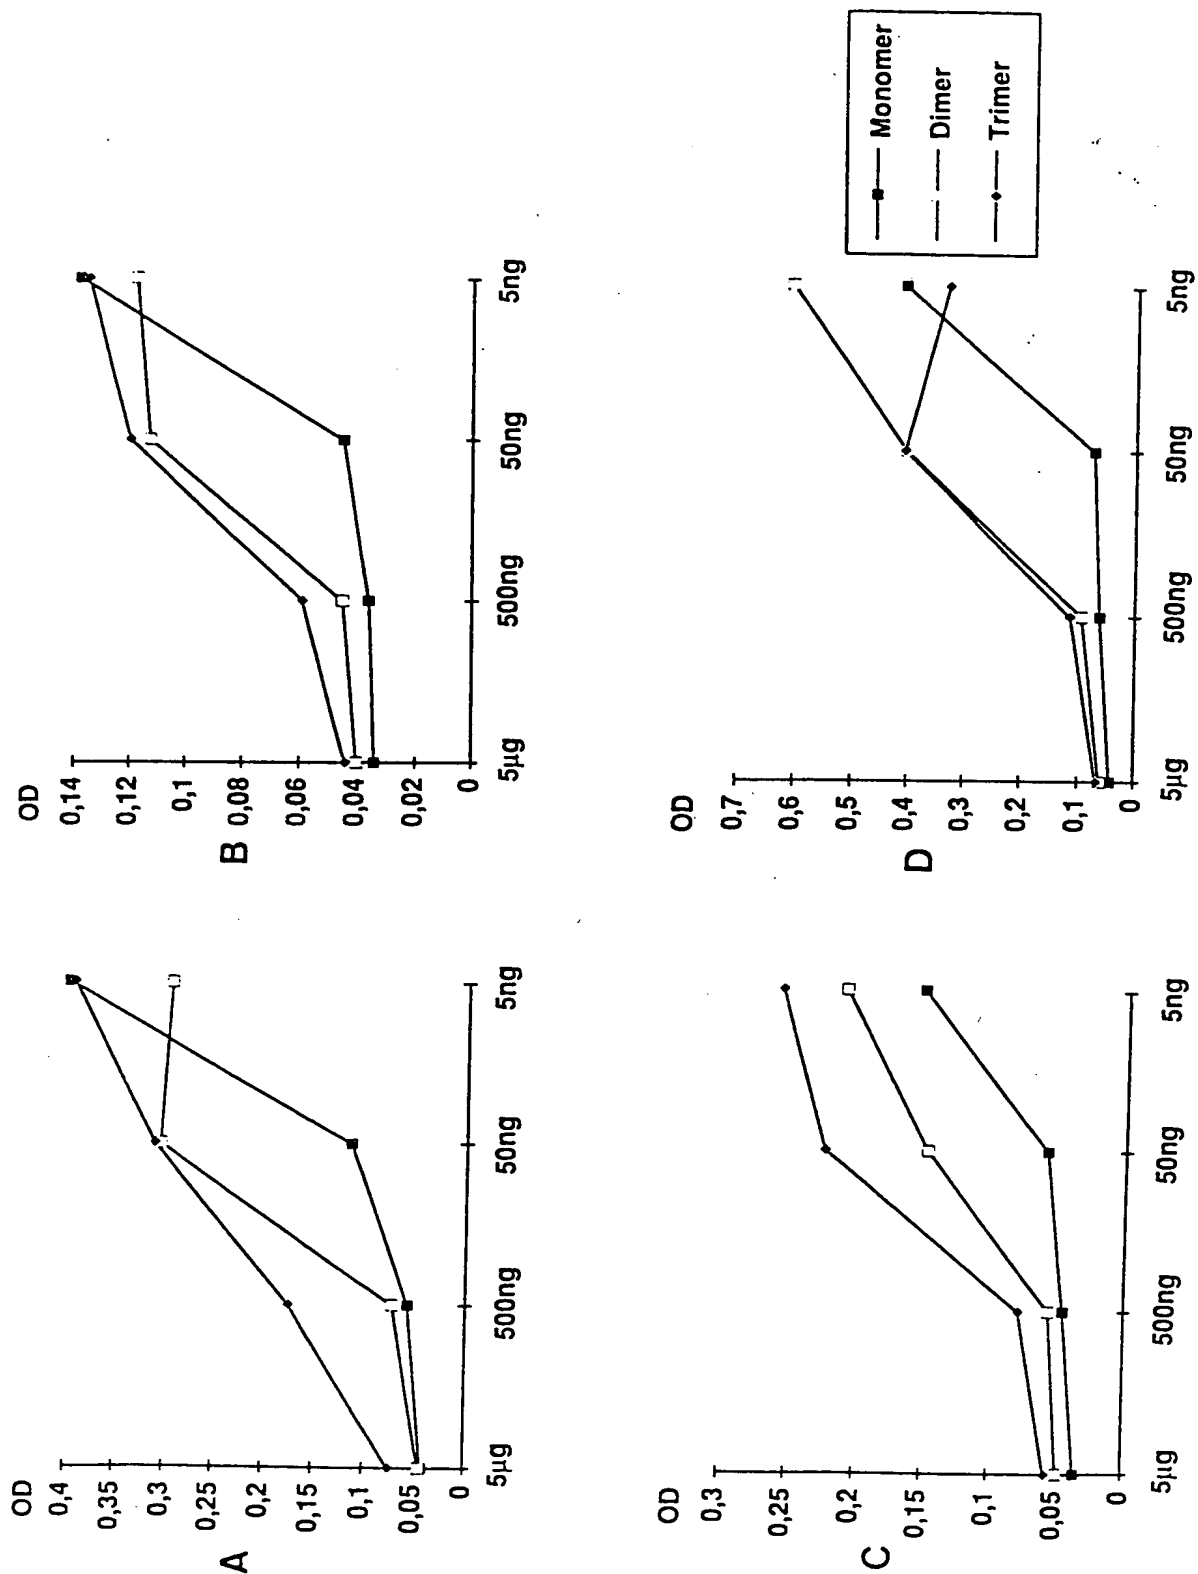 A
OD
0,4
0,35
0,3
0,25
0,2
0,15
0,1
0,05
0
5µg
500ng
50ng
5ng
B
OD
0,14
0,12
0,1
0,08
0,06
0,04
0,02
0
5µg
500ng
50ng
5ng
C
OD
0,3
0,25
0,2
0,15
0,1
0,05
0
5µg
500ng
50ng
5ng
D
OD
0,7
0,6
0,5
0,4
0,3
0,2
0,1
0
5µg
500ng
50ng
5ng
Monomer
Dimer
Trimer